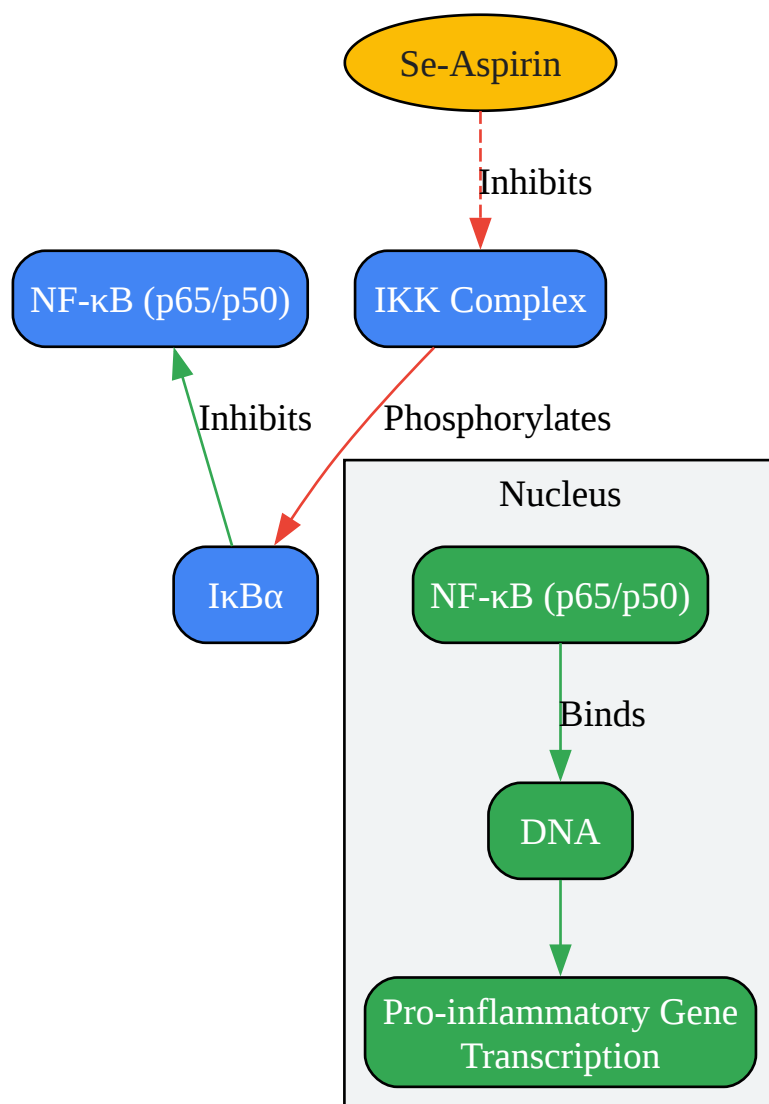 Se-Aspirin
Inhibits
NF-κB (p65/p50)
IKK Complex
Inhibits
Phosphorylates
Nucleus
IκBα
NF-κB (p65/p50)
Binds
DNA
Pro-inflammatory Gene
Transcription